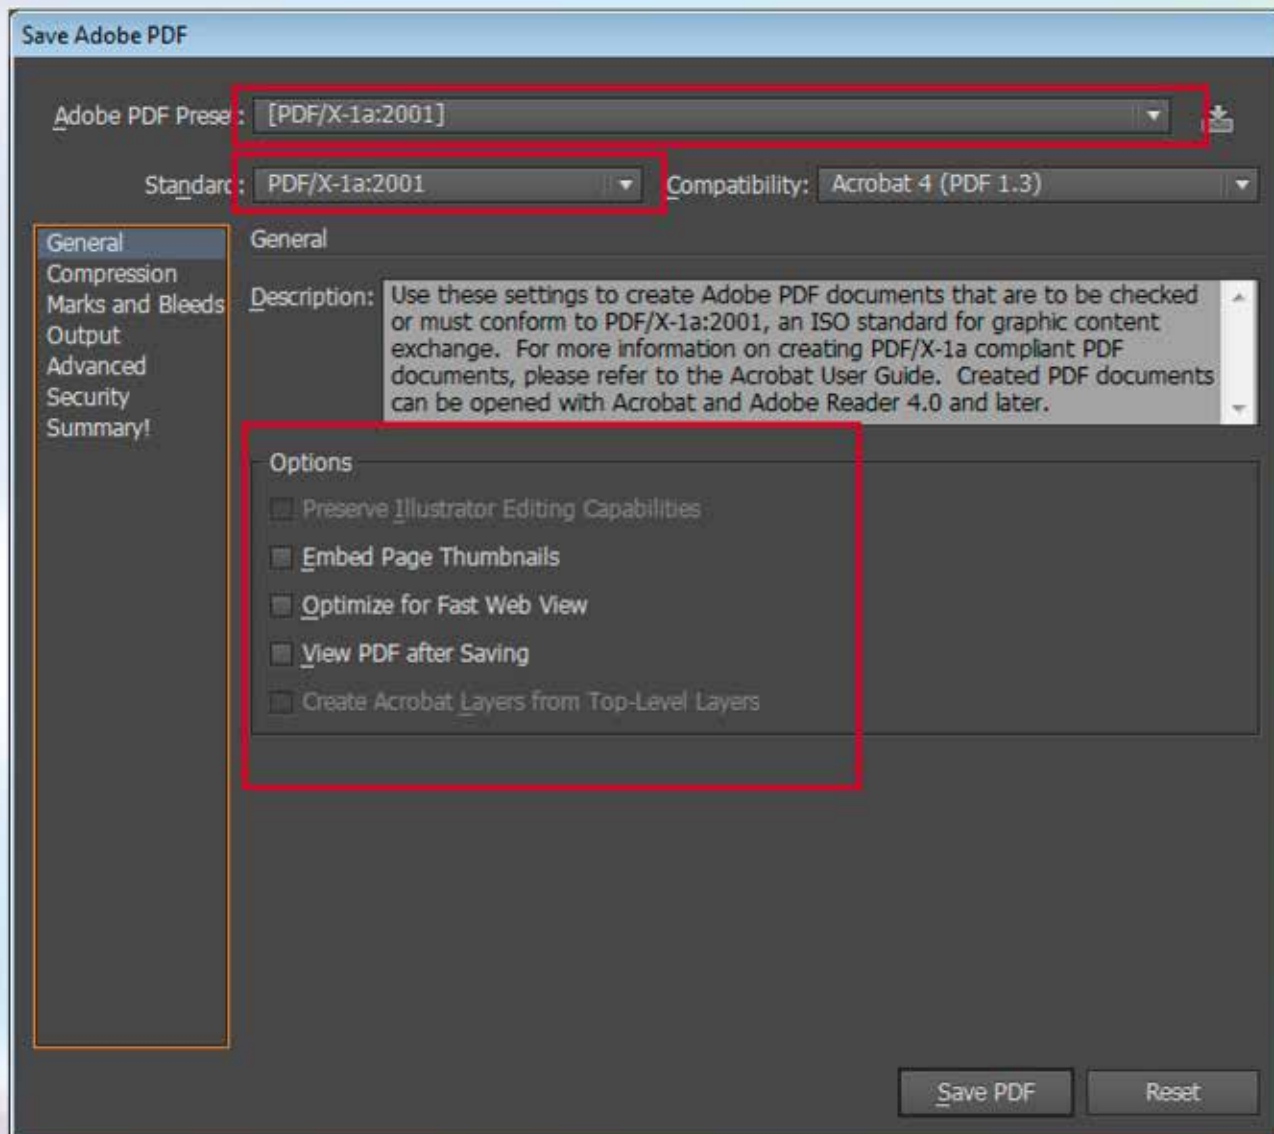 Save Adobe PDF
Adobe PDF Preset: [PDF/X-1a:2001]
Standard: PDF/X-1a:2001 Compatibility: Acrobat 4 (PDF 1.3)
General
Compression
Marks and Bleeds
Output
Advanced
Security
Summary!
General
Description: Use these settings to create Adobe PDF documents that are to be checked
or must conform to PDF/X-1a:2001, an ISO standard for graphic content
exchange. For more information on creating PDF/X-1a compliant PDF
documents, please refer to the Acrobat User Guide. Created PDF documents
can be opened with Acrobat and Adobe Reader 4.0 and later.
Options
Preserve Illustrator Editing Capabilities
Embed Page Thumbnails
Optimize for Fast Web View
View PDF after Saving
Create Acrobat Layers from Top-Level Layers
Save PDF Reset